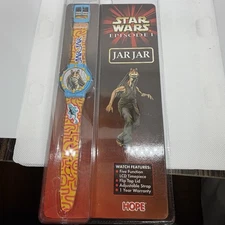 STAR
WARS
EPISODE I
JAR JAR
WATCH FEATURES:
Five Function
LCD Timepiece
Flip Top Lid
Adjustable Strap
1 Year Warranty
HOPE